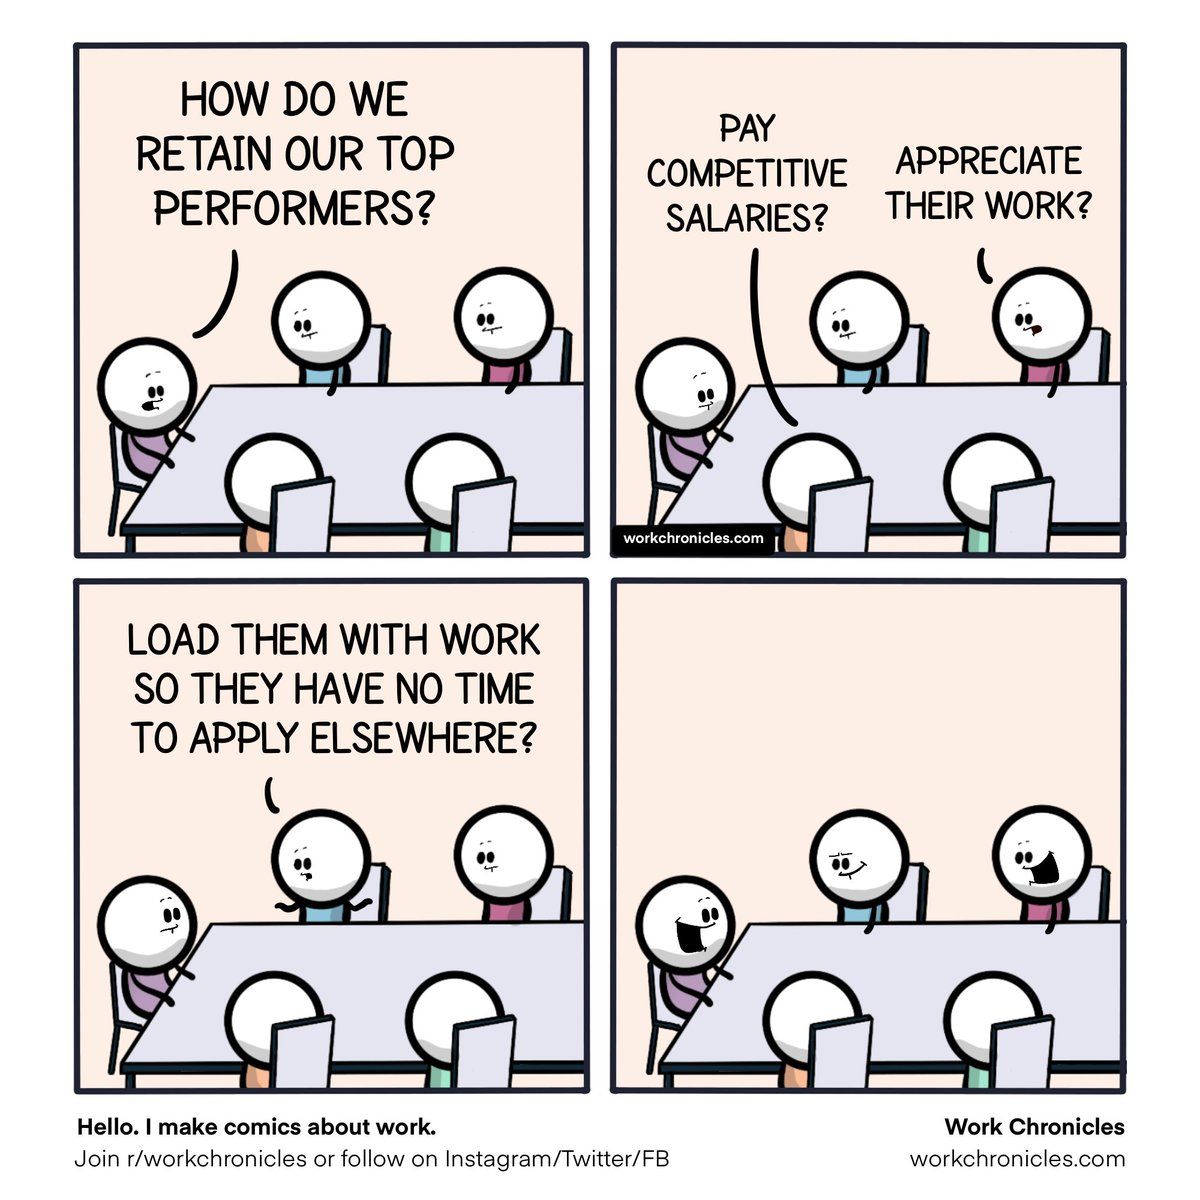 HOW DO WE
RETAIN OUR TOP
PERFORMERS?
PAY
COMPETITIVE
SALARIES?
APPRECIATE
THEIR WORK?
workchronicles.com
LOAD THEM WITH WORK
SO THEY HAVE NO TIME
TO APPLY ELSEWHERE?
Hello. I make comics about work.
Join r/workchronicles or follow on Instagram/Twitter/FB
Work Chronicles
workchronicles.com